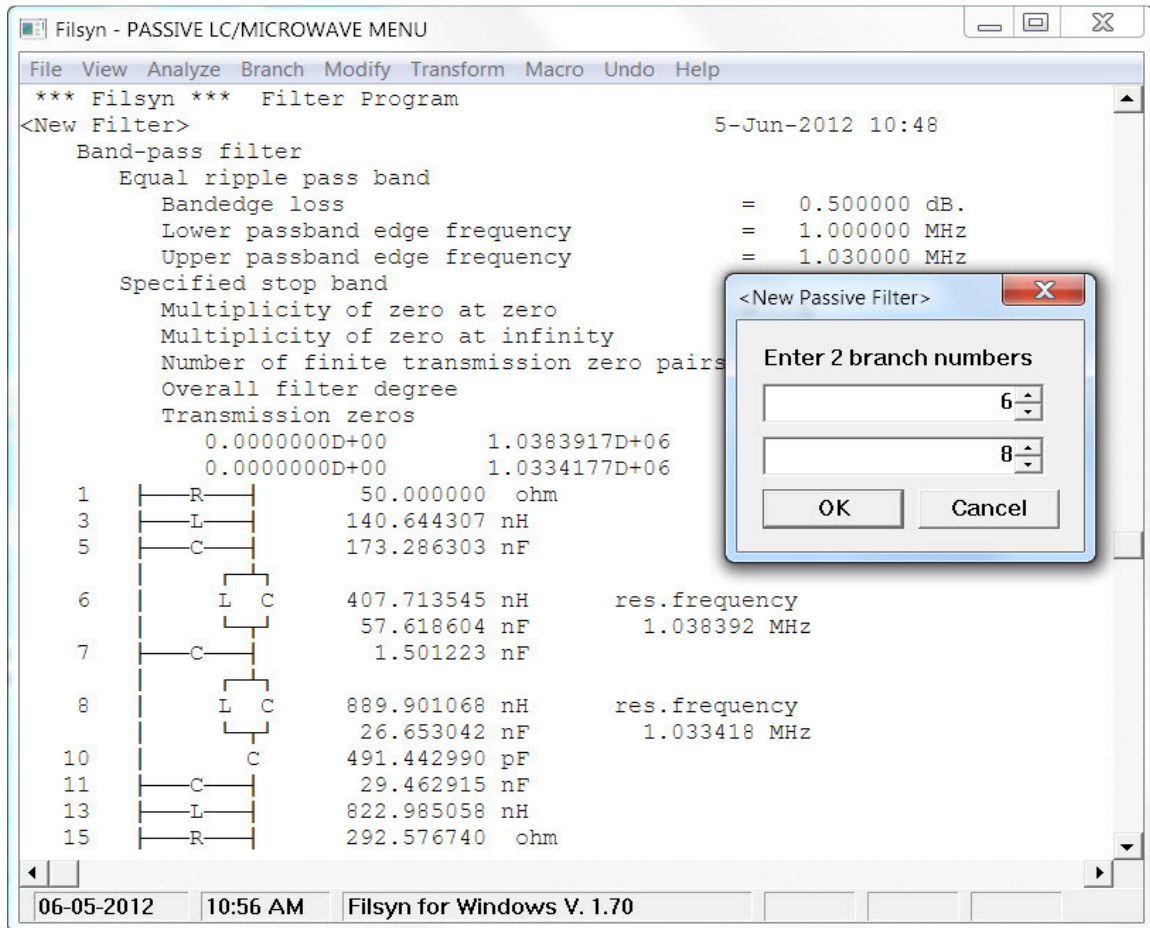 Filsyn - PASSIVE LC/MICROWAVE MENU
File View Analyze Branch Modify Transform Macro Undo Help
*** Filsyn *** Filter Program
<New Filter> 5-Jun-2012 10:48
Band-pass filter
Equal ripple pass band
Bandedge loss = 0.500000 dB.
Lower passband edge frequency = 1.000000 MHz
Upper passband edge frequency = 1.030000 MHz
Specified stop band
Multiplicity of zero at zero
Multiplicity of zero at infinity
Number of finite transmission zero pairs
Overall filter degree
Transmission zeros
0.0000000D+00 1.0383917D+06
0.0000000D+00 1.0334177D+06
1 R 50.000000 ohm
3 L 140.644307 nH
5 C 173.286303 nF
6 L C 407.713545 nH res.frequency
57.618604 nF 1.038392 MHz
7 C 1.501223 nF
8 L C 889.901068 nH res.frequency
26.653042 nF 1.033418 MHz
10 C 491.442990 pF
11 C 29.462915 nF
13 L 822.985058 nH
15 R 292.576740 ohm
<New Passive Filter>
Enter 2 branch numbers
6
8
OK Cancel
06-05-2012 10:56 AM Filsyn for Windows V. 1.70